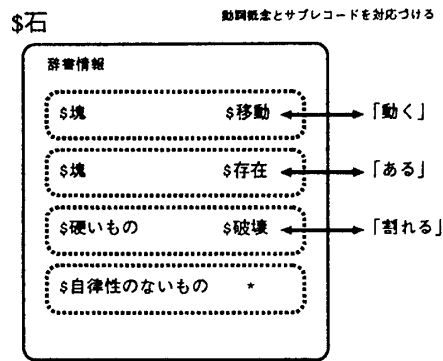 $石
動詞概念とサブレコードを対応づける
辞書情報
$塊 $移動 「動く」
$塊 $存在 「ある」
$硬いもの $破壊 「割れる」
$自律性のないもの *